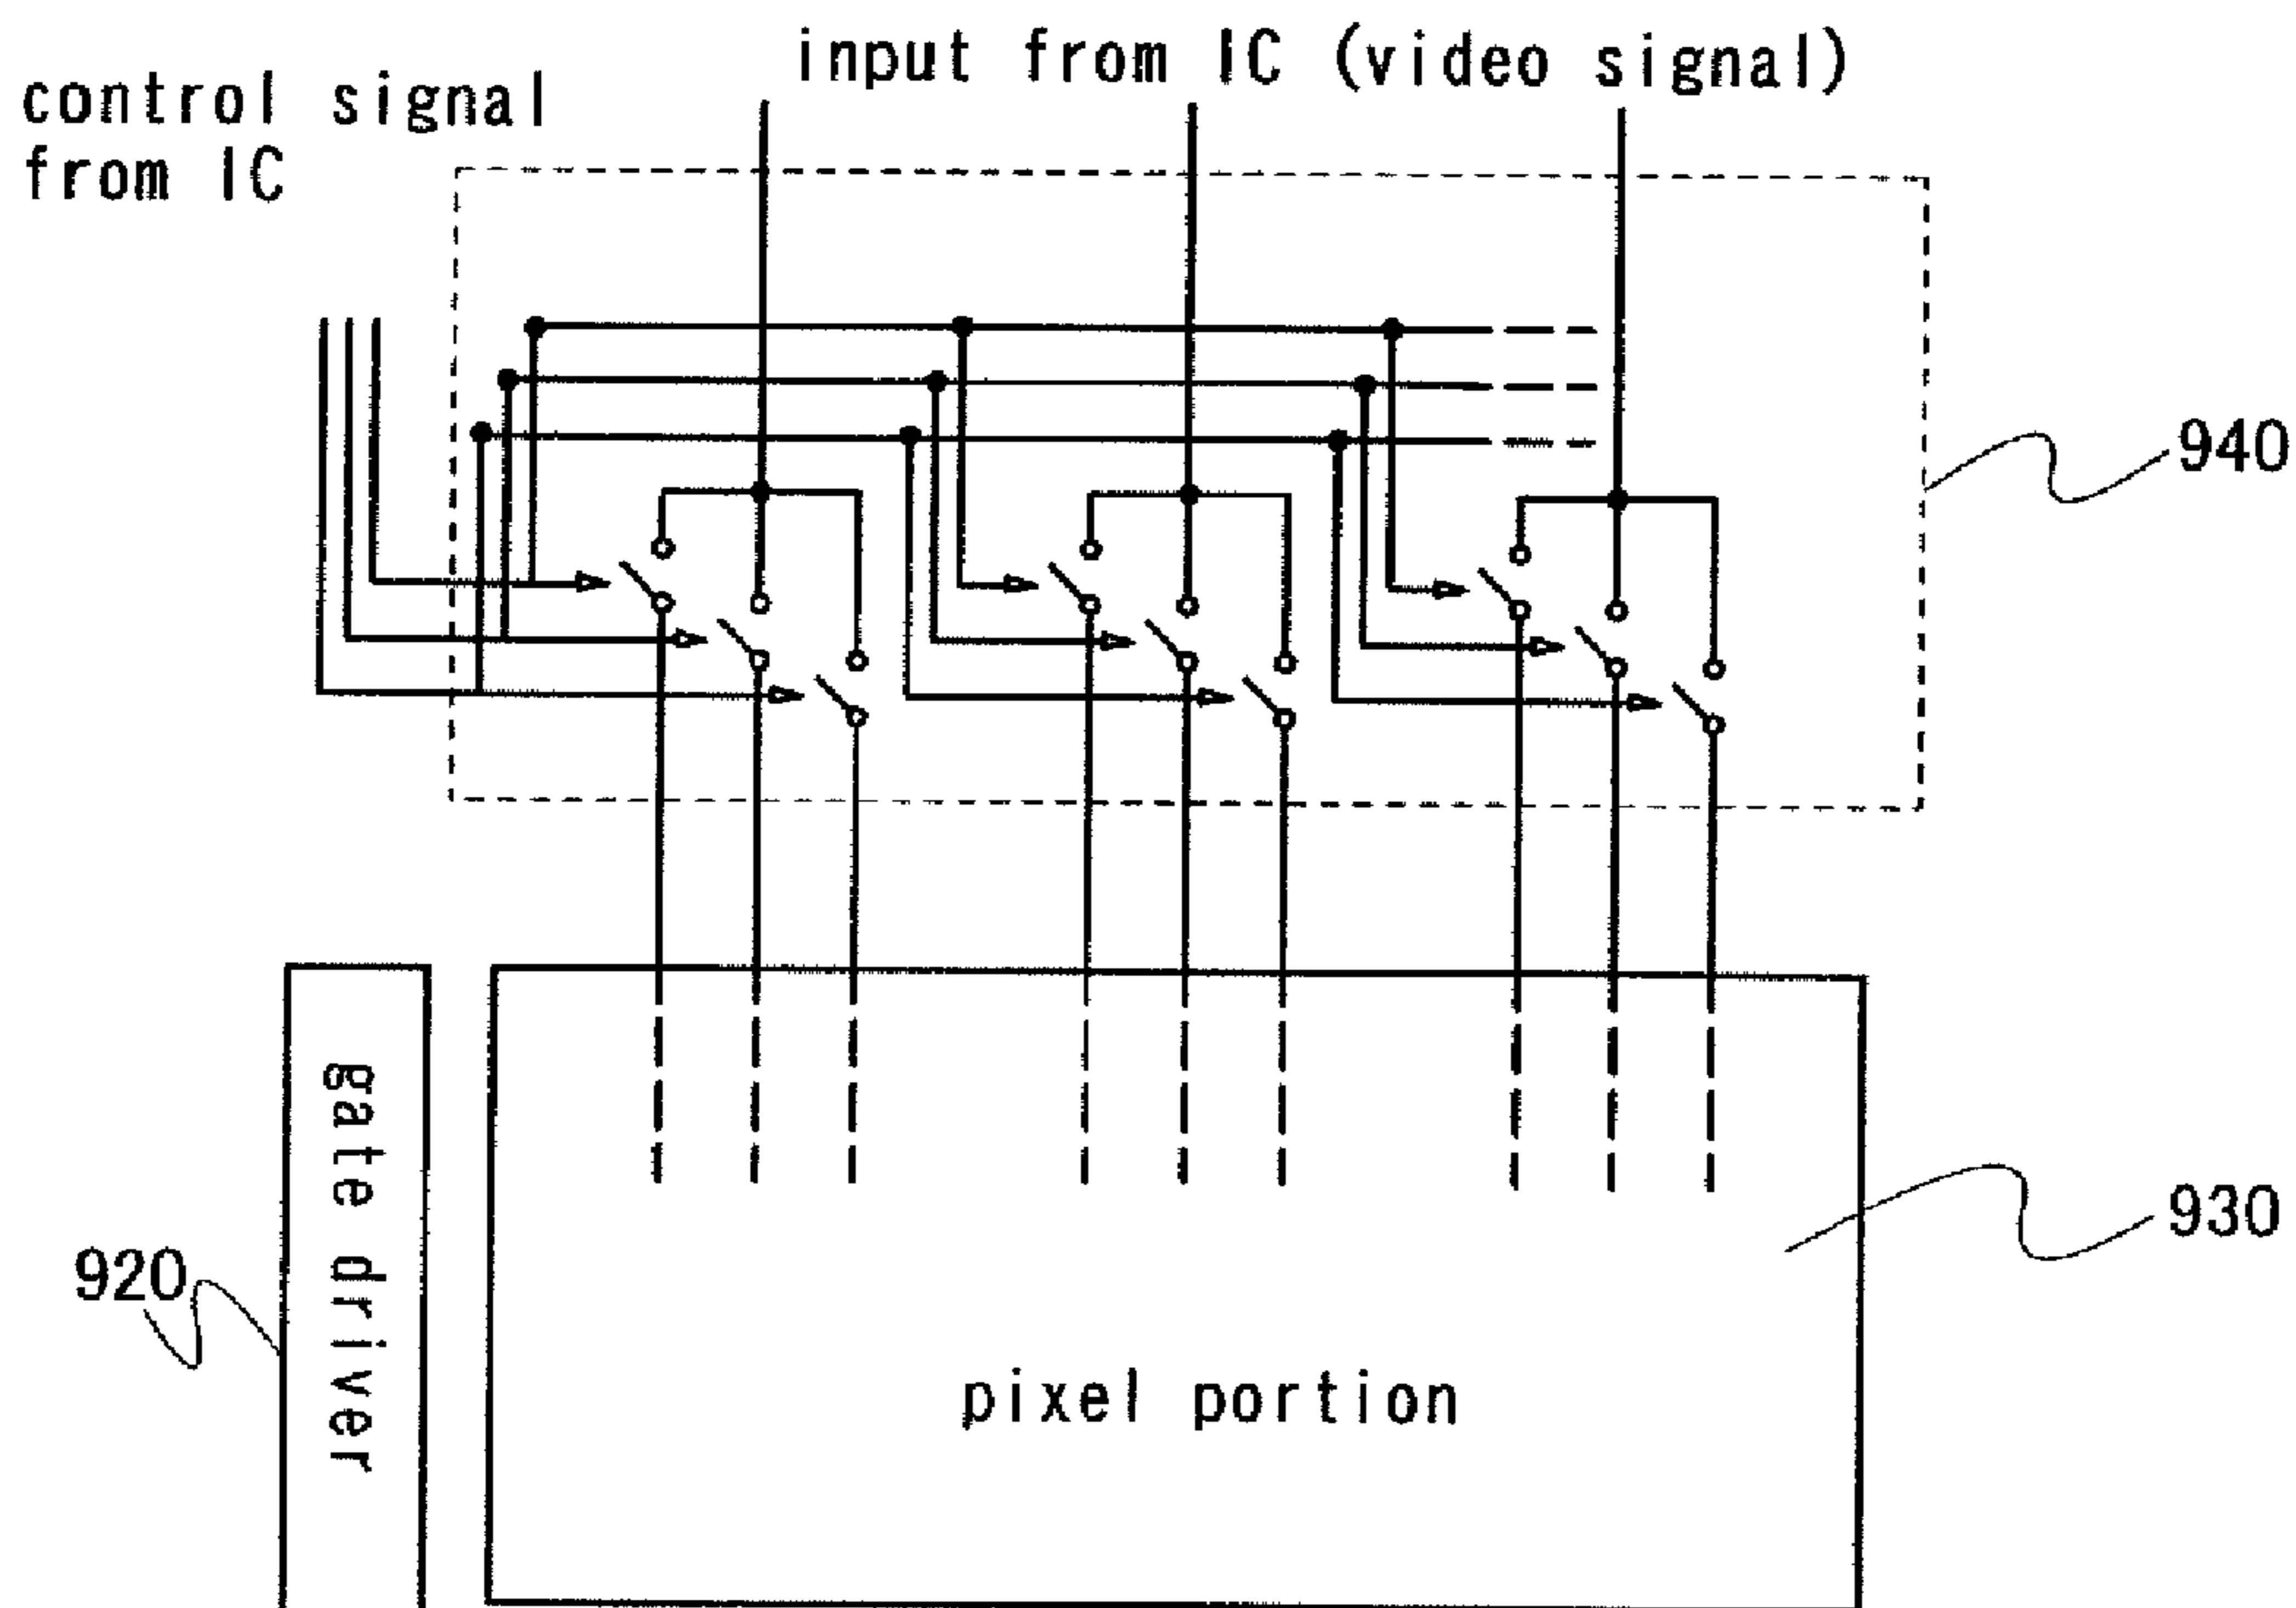 input from IC (video signal)
control signal
from IC
940
930
920
gate driver
pixel portion